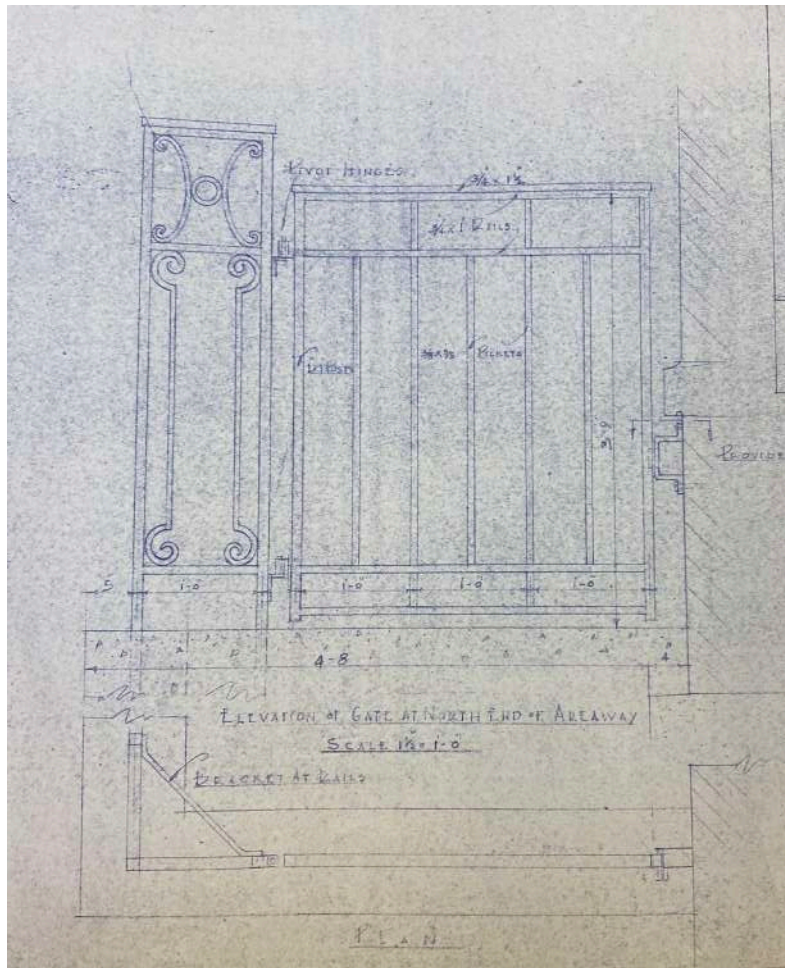 PIVOT HINGES.
3/4" × 1 1/2"
3/4 × 1 RAILS
PICKETS
3-0
PROVIDE
5
1-0"
1-0"
1-0"
1-0"
4-8
4
ELEVATION OF GATE AT NORTH END OF AREAWAY
SCALE 1 1/2" = 1-0"
BRACKET AT RAILS
PLAN